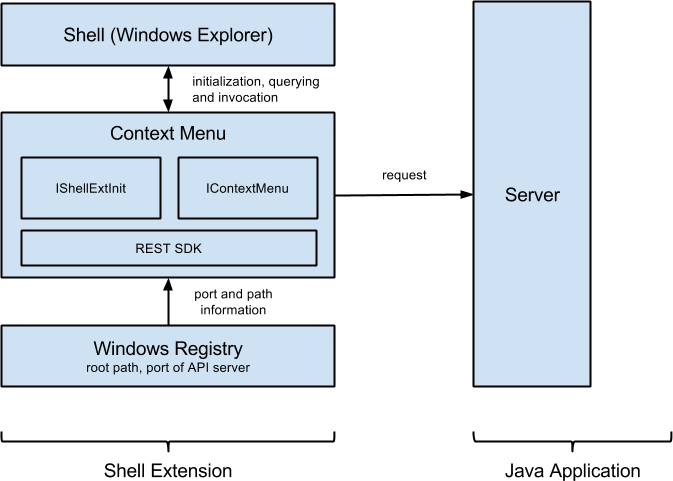 Shell (Windows Explorer)
initialization, querying
and invocation
Context Menu
IShellExtInit
IContextMenu
REST SDK
request
Server
port and path
information
Windows Registry
root path, port of API server
Shell Extension
Java Application